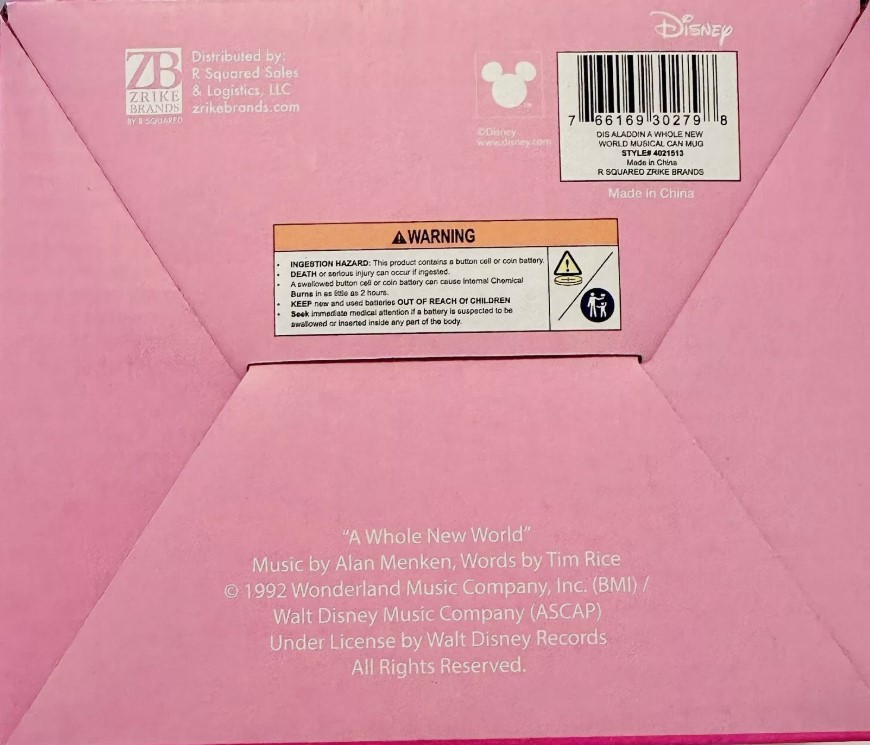 Disney
ZB
ZRIKE
BRANDS
BY R SQUARED
Distributed by:
R Squared Sales
& Logistics, LLC
zrikebrands.com
™
©Disney
www.disney.com
7 66169 30279 8
DIS ALADDIN A WHOLE NEW
WORLD MUSICAL CAN MUG
STYLE# 4021513
Made in China
R SQUARED ZRIKE BRANDS
Made in China
WARNING
• INGESTION HAZARD: This product contains a button cell or coin battery.
• DEATH or serious injury can occur if ingested.
• A swallowed button cell or coin battery can cause Internal Chemical
Burns in as little as 2 hours.
• KEEP new and used batteries OUT OF REACH Of CHILDREN
• Seek immediate medical attention if a battery is suspected to be
swallowed or inserted inside any part of the body.
“A Whole New World”
Music by Alan Menken, Words by Tim Rice
© 1992 Wonderland Music Company, Inc. (BMI) /
Walt Disney Music Company (ASCAP)
Under License by Walt Disney Records
All Rights Reserved.